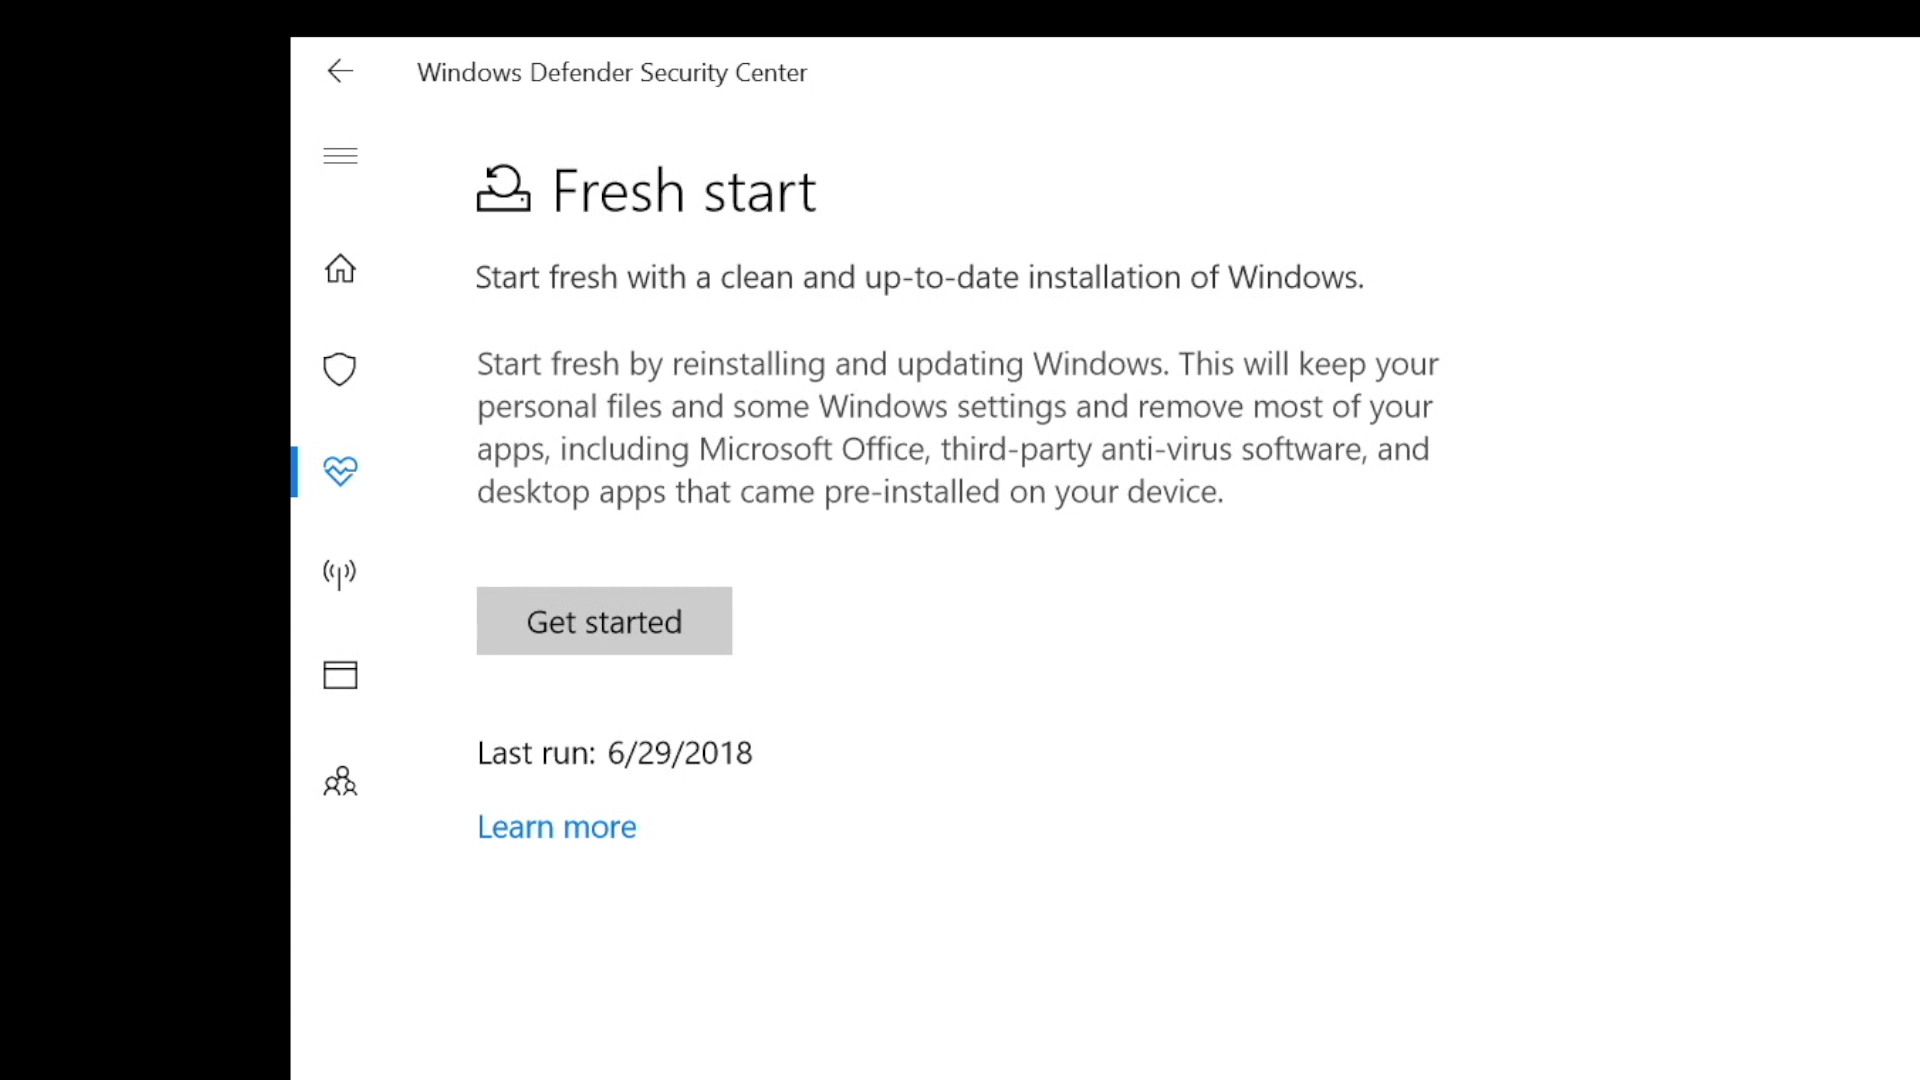 Windows Defender Security Center
Fresh start
Start fresh with a clean and up-to-date installation of Windows.
Start fresh by reinstalling and updating Windows. This will keep your
personal files and some Windows settings and remove most of your
apps, including Microsoft Office, third-party anti-virus software, and
desktop apps that came pre-installed on your device.
Get started
Last run: 6/29/2018
Learn more